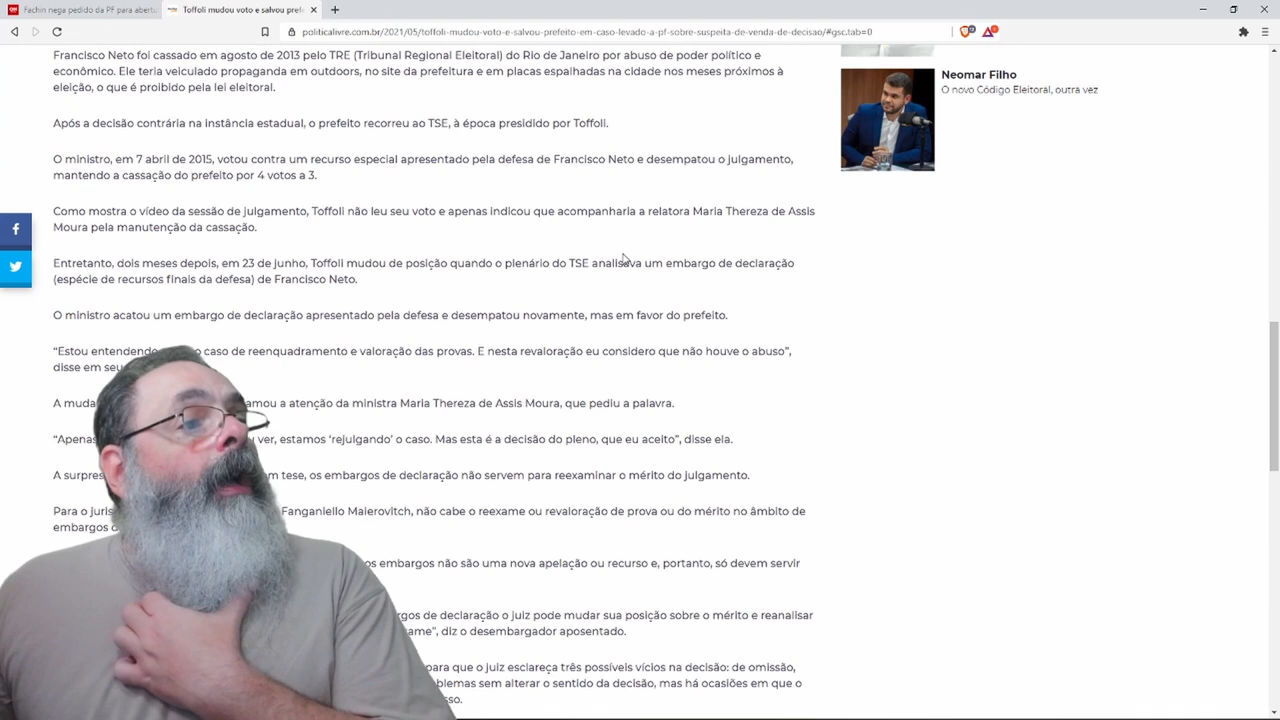 Fachin nega pedido da PF para abertu
Toffoli mudou voto e salvou prefe
politicalivre.com.br/2021/05/toffoli-mudou-voto-e-salvou-prefeito-em-caso-levado-a-pf-sobre-suspeita-de-venda-de-decisao/#gsc.tab=0
Francisco Neto foi cassado em agosto de 2013 pelo TRE (Tribunal Regional Eleitoral) do Rio de Janeiro por abuso de poder político e
econômico. Ele teria veiculado propaganda em outdoors, no site da prefeitura e em placas espalhadas na cidade nos meses próximos à
eleição, o que é proibido pela lei eleitoral.
Após a decisão contrária na instância estadual, o prefeito recorreu ao TSE, à época presidido por Toffoli.
O ministro, em 7 abril de 2015, votou contra um recurso especial apresentado pela defesa de Francisco Neto e desempatou o julgamento,
mantendo a cassação do prefeito por 4 votos a 3.
Como mostra o vídeo da sessão de julgamento, Toffoli não leu seu voto e apenas indicou que acompanharia a relatora Maria Thereza de Assis
Moura pela manutenção da cassação.
Entretanto, dois meses depois, em 23 de junho, Toffoli mudou de posição quando o plenário do TSE analisava um embargo de declaração
(espécie de recursos finais da defesa) de Francisco Neto.
O ministro acatou um embargo de declaração apresentado pela defesa e desempatou novamente, mas em favor do prefeito.
“Estou entendendo caso de reenquadramento e valoração das provas. E nesta revaloração eu considero que não houve o abuso”,
disse em seu
A muda amou a atenção da ministra Maria Thereza de Assis Moura, que pediu a palavra.
“Apenas ver, estamos ‘rejulgando’ o caso. Mas esta é a decisão do pleno, que eu aceito”, disse ela.
A surpres em tese, os embargos de declaração não servem para reexaminar o mérito do julgamento.
Para o juris Fanganiello Maierovitch, não cabe o reexame ou revaloração de prova ou do mérito no âmbito de
embargos d
os embargos não são uma nova apelação ou recurso e, portanto, só devem servir
rgos de declaração o juiz pode mudar sua posição sobre o mérito e reanalisar
ame”, diz o desembargador aposentado.
para que o juiz esclareça três possíveis vícios na decisão: de omissão,
blemas sem alterar o sentido da decisão, mas há ocasiões em que o
sso.
Neomar Filho
O novo Código Eleitoral, outra vez